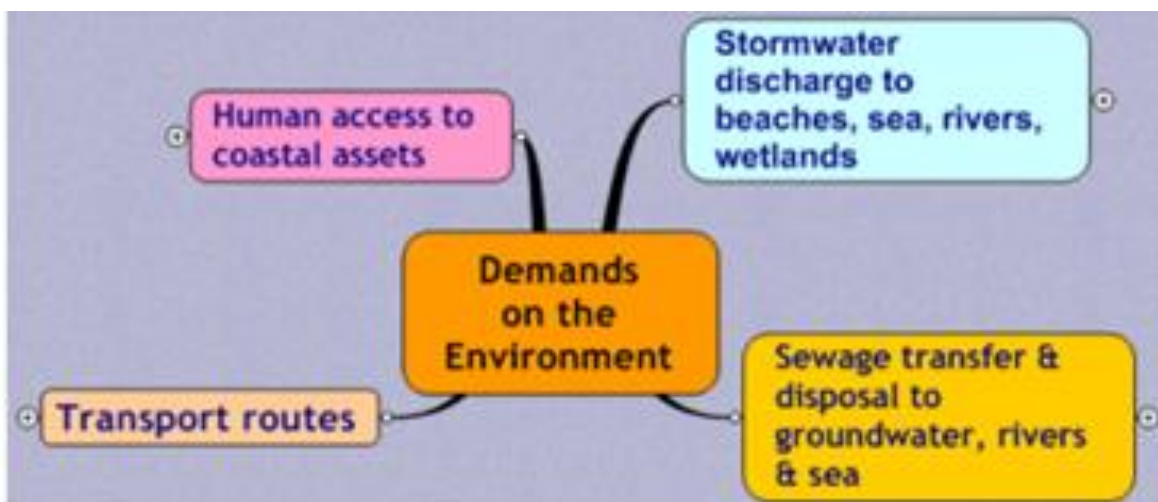 Human access to
coastal assets
Stormwater
discharge to
beaches, sea, rivers,
wetlands
Demands
on the
Environment
Transport routes
Sewage transfer &
disposal to
groundwater, rivers
& sea